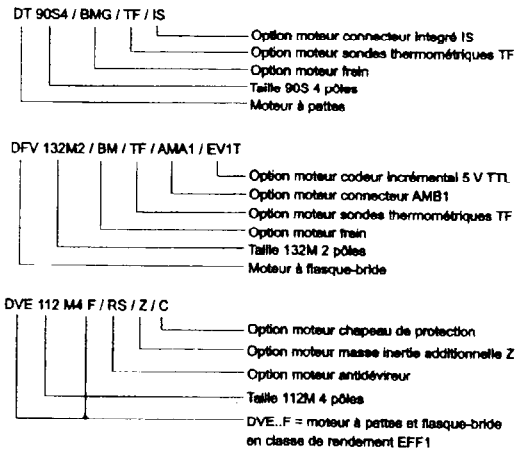 DT 90S4 / BMG / TF / IS
Option moteur connecteur integré IS
Option moteur sondes thermométriques TF
Option moteur frein
Taille 90S 4 pôles
Moteur à pattes
DFV 132M2 / BM / TF / AMA1 / EV1T
Option moteur codeur incrémental 5 V TTL
Option moteur connecteur AMB1
Option moteur sondes thermométriques TF
Option moteur frein
Taille 132M 2 pôles
Moteur à flasque-bride
DVE 112 M4 F / RS / Z / C
Option moteur chapeau de protection
Option moteur masse inertie additionnelle Z
Option moteur antidévireur
Taille 112M 4 pôles
DVE..F = moteur à pattes et flasque-bride
en classe de rendement EFF1